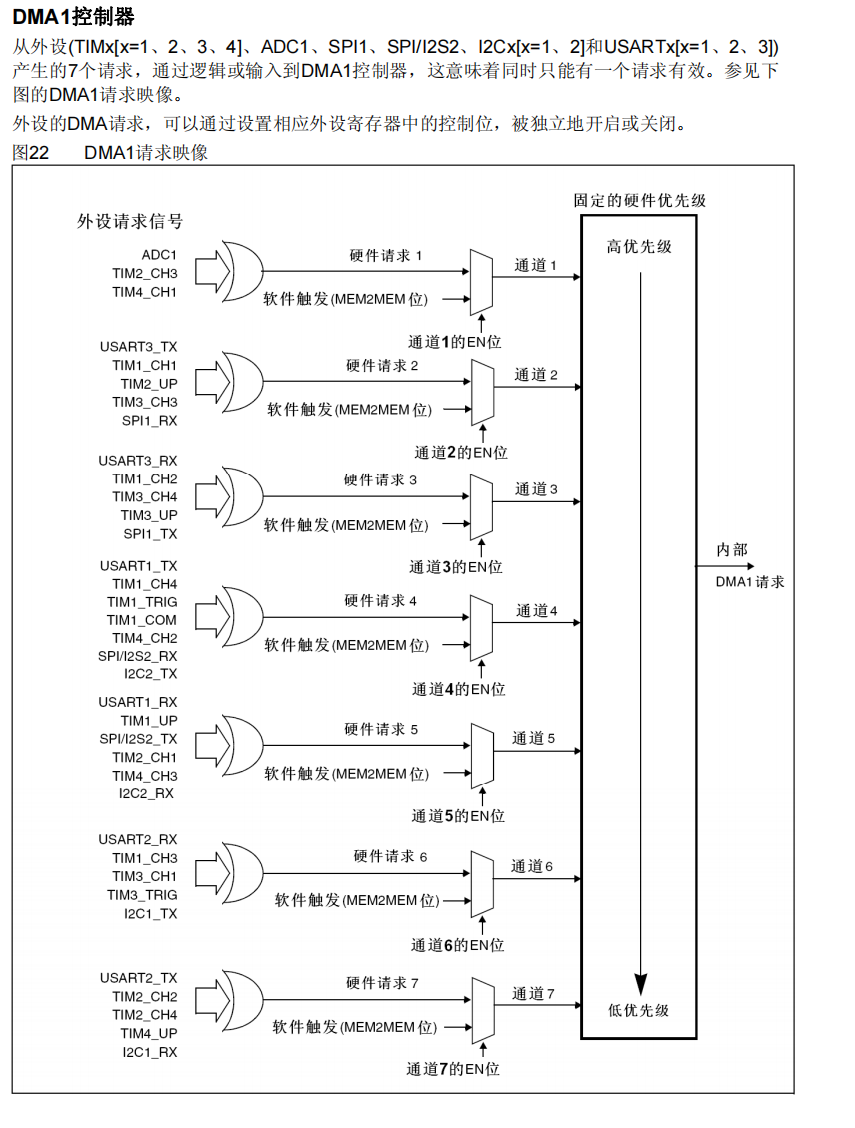 DMA1控制器
从外设(TIMx[x=1、2、3、4]、ADC1、SPI1、SPI/I2S2、I2Cx[x=1、2]和USARTx[x=1、2、3])
产生的7个请求，通过逻辑或输入到DMA1控制器，这意味着同时只能有一个请求有效。参见下
图的DMA1请求映像。
外设的DMA请求，可以通过设置相应外设寄存器中的控制位，被独立地开启或关闭。
图22 DMA1请求映像
固定的硬件优先级
外设请求信号
高优先级
ADC1
TIM2_CH3
TIM4_CH1
硬件请求 1
软件触发(MEM2MEM 位)
通道 1
通道1的EN位
USART3_TX
TIM1_CH1
TIM2_UP
TIM3_CH3
SPI1_RX
硬件请求 2
软件触发(MEM2MEM 位)
通道 2
通道2的EN位
USART3_RX
TIM1_CH2
TIM3_CH4
TIM3_UP
SPI1_TX
硬件请求 3
软件触发(MEM2MEM 位)
通道 3
通道3的EN位
内部
DMA1 请求
USART1_TX
TIM1_CH4
TIM1_TRIG
TIM1_COM
TIM4_CH2
SPI/I2S2_RX
I2C2_TX
硬件请求 4
软件触发(MEM2MEM 位)
通道4
通道4的EN位
USART1_RX
TIM1_UP
SPI/I2S2_TX
TIM2_CH1
TIM4_CH3
I2C2_RX
硬件请求 5
软件触发(MEM2MEM 位)
通道 5
通道5的EN位
USART2_RX
TIM1_CH3
TIM3_CH1
TIM3_TRIG
I2C1_TX
硬件请求 6
软件触发(MEM2MEM 位)
通道6
通道6的EN位
USART2_TX
TIM2_CH2
TIM2_CH4
TIM4_UP
I2C1_RX
硬件请求 7
软件触发(MEM2MEM 位)
通道 7
通道7的EN位
低优先级